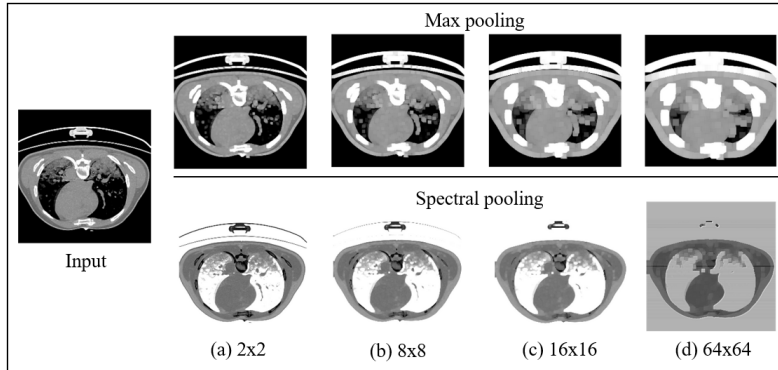 Max pooling
Input
Spectral pooling
(a) 2x2
(b) 8x8
(c) 16x16
(d) 64x64